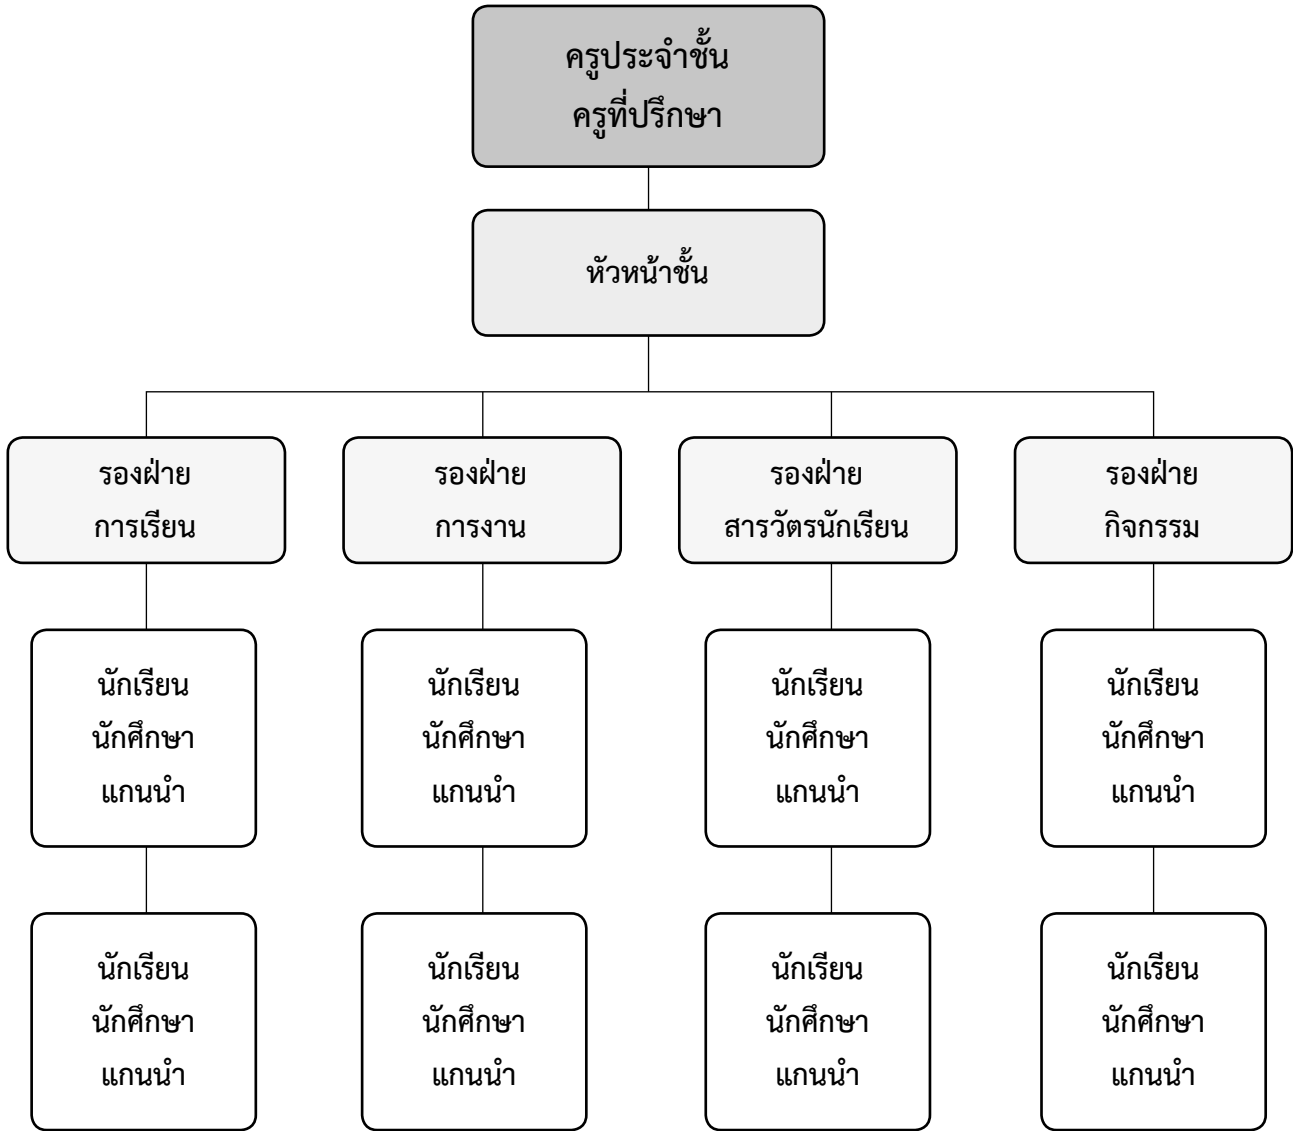 ครูประจำชั้น
ครูที่ปรึกษา
หัวหน้าชั้น
รองฝ่าย
การเรียน
รองฝ่าย
การงาน
รองฝ่าย
สารวัตรนักเรียน
รองฝ่าย
กิจกรรม
นักเรียน
นักศึกษา
แกนนำ
นักเรียน
นักศึกษา
แกนนำ
นักเรียน
นักศึกษา
แกนนำ
นักเรียน
นักศึกษา
แกนนำ
นักเรียน
นักศึกษา
แกนนำ
นักเรียน
นักศึกษา
แกนนำ
นักเรียน
นักศึกษา
แกนนำ
นักเรียน
นักศึกษา
แกนนำ